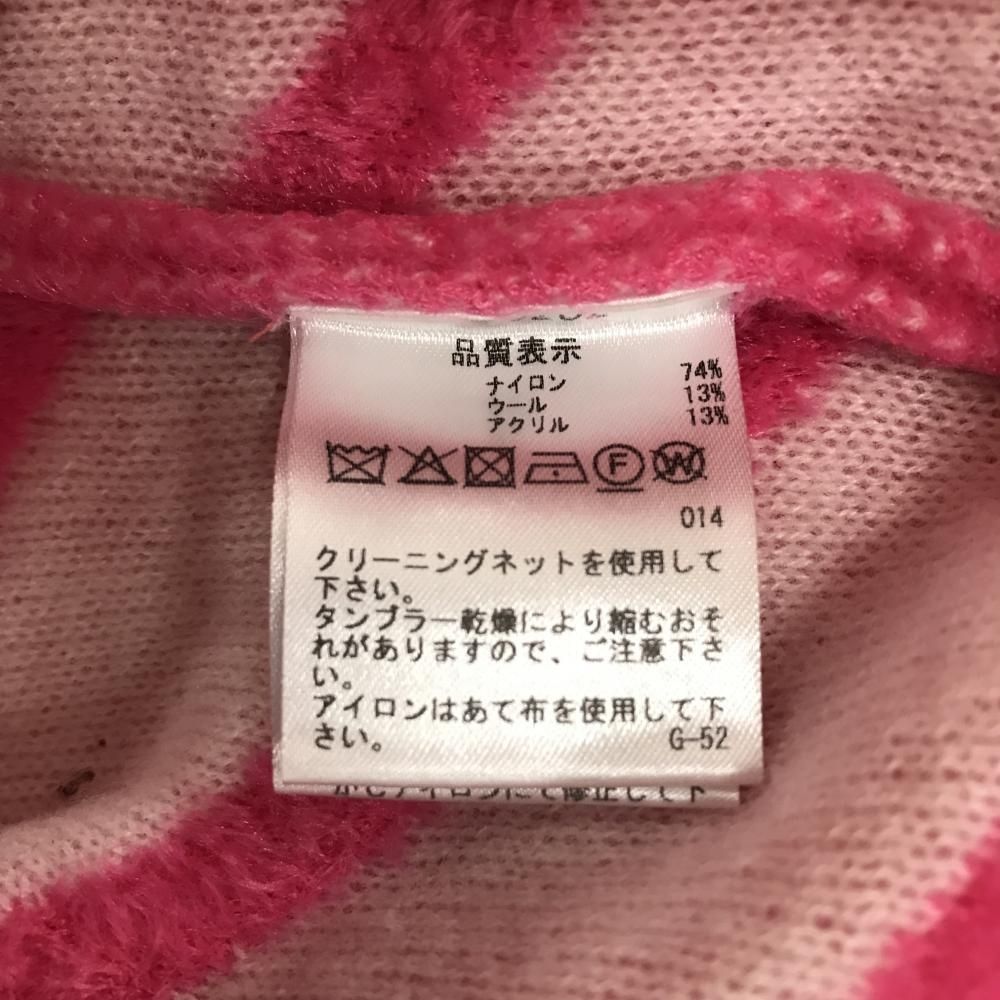 品質表示
ナイロン 74%
ウール 13%
アクリル 13%
F W
014
クリーニングネットを使用して
下さい。
タンブラー乾燥により縮むおそ
れがありますので、ご注意下さ
い。
アイロンはあて布を使用して下
さい。 G-52